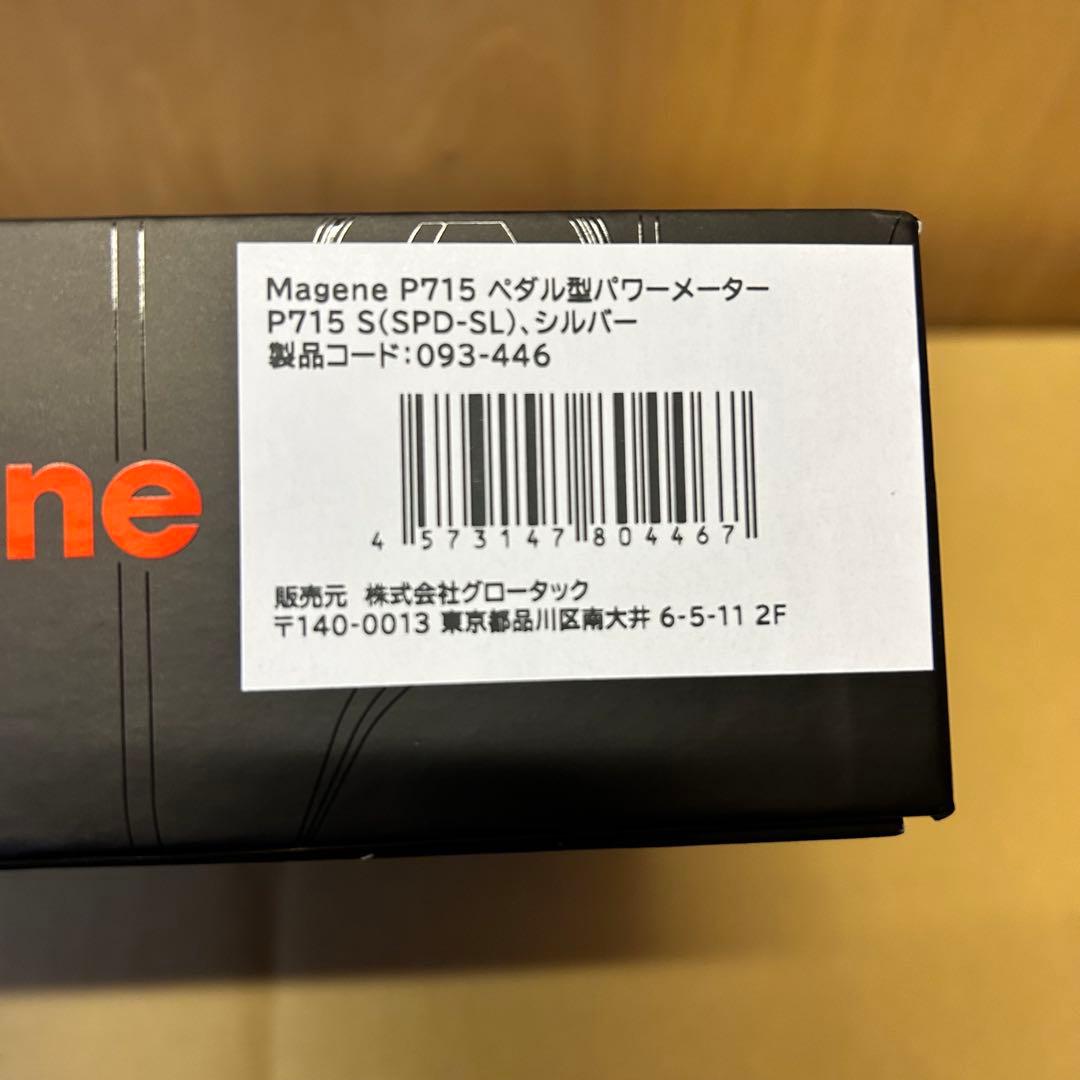 Magene P715 ペダル型パワーメーター
P715 S(SPD-SL)、シルバー
製品コード:093-446
ne
4 573147 804467
販売元 株式会社グロータック
〒140-0013 東京都品川区南大井 6-5-11 2F